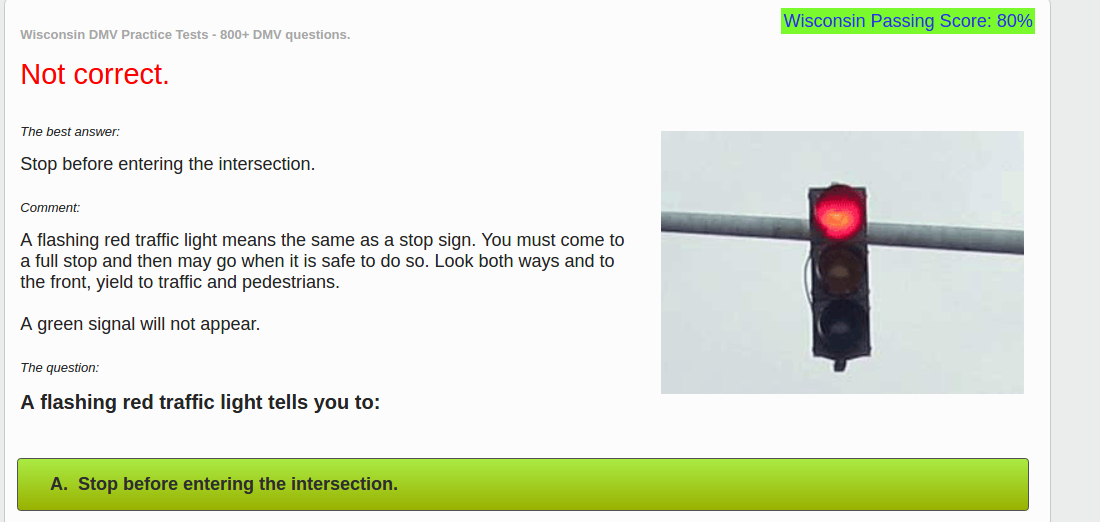 Wisconsin Passing Score: 80%
Wisconsin DMV Practice Tests - 800+ DMV questions.
Not correct.
The best answer:
Stop before entering the intersection.
Comment:
A flashing red traffic light means the same as a stop sign. You must come to
a full stop and then may go when it is safe to do so. Look both ways and to
the front, yield to traffic and pedestrians.
A green signal will not appear.
The question:
A flashing red traffic light tells you to:
A. Stop before entering the intersection.